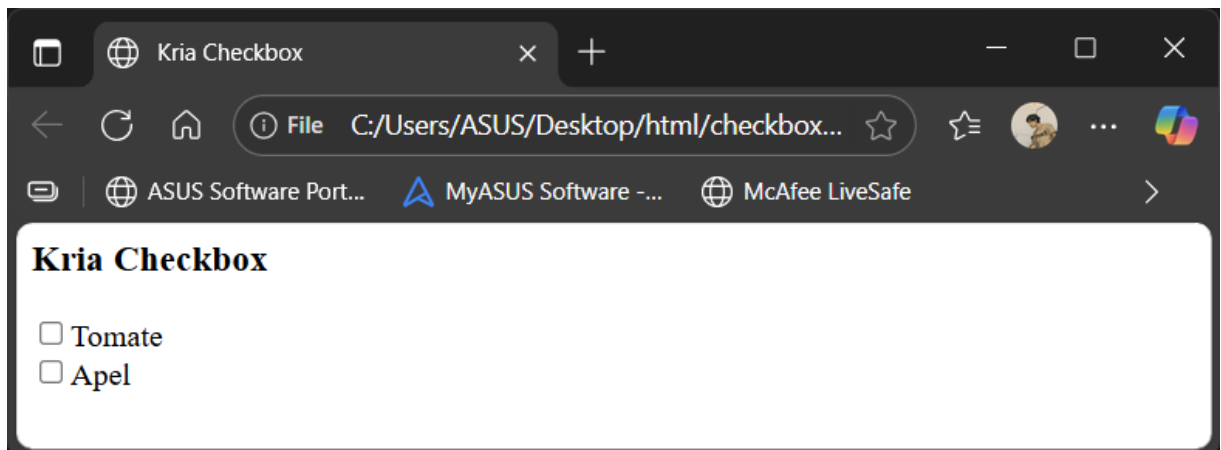 Kria Checkbox
File C:/Users/ASUS/Desktop/html/checkbox...
ASUS Software Port... MyASUS Software -... McAfee LiveSafe
Kria Checkbox
Tomate
Apel